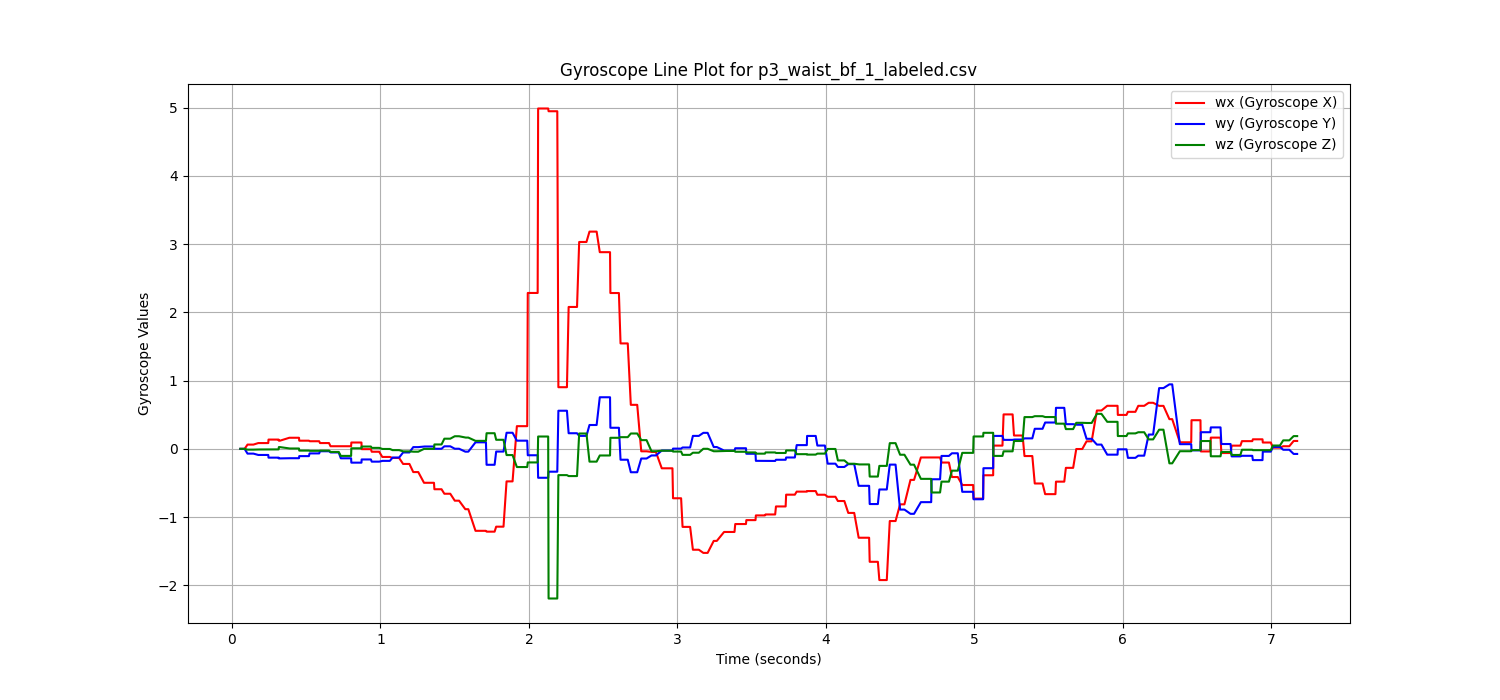 Gyroscope Line Plot for p3_waist_bf_1_labeled.csv
wx (Gyroscope X)
wy (Gyroscope Y)
wz (Gyroscope Z)
Gyroscope Values
5
4
3
2
1
0
−1
−2
0 1 2 3 4 5 6 7
Time (seconds)